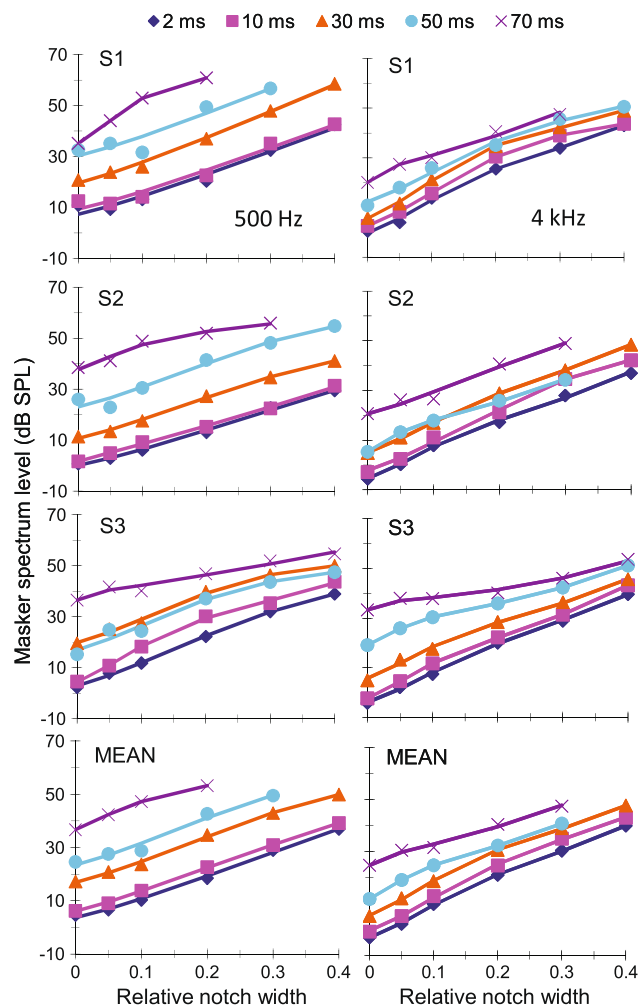 2 ms 10 ms 30 ms 50 ms 70 ms
Masker spectrum level (dB SPL)
70
50
30
10
-10
S1
500 Hz
S1
4 kHz
70
50
30
10
-10
S2
S2
70
50
30
10
-10
S3
S3
70
50
30
10
-10
MEAN
MEAN
0 0.1 0.2 0.3 0.4
0 0.1 0.2 0.3 0.4
Relative notch width
Relative notch width